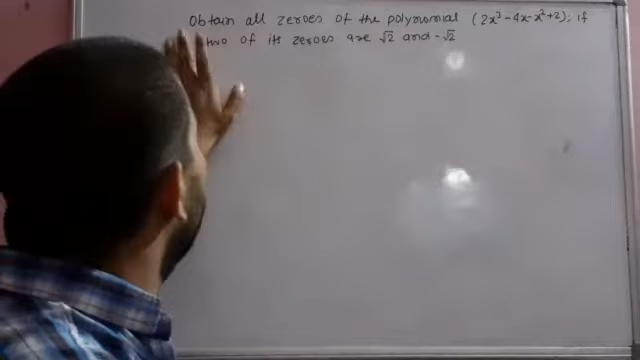 Obtain all zeroes of the polynomial (2x³-4x-x²+2), if
two of its zeroes are √2 and -√2